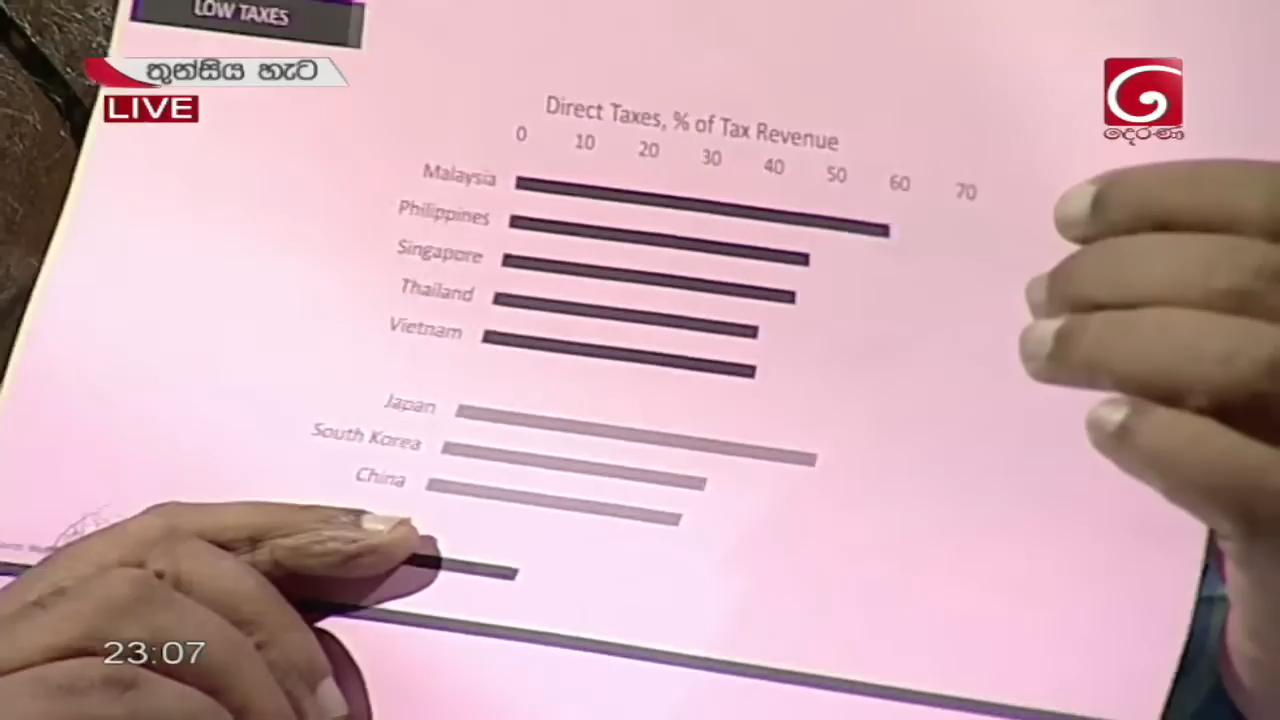 LOW TAXES
තුන්සිය හැට
LIVE
දෙරණ
Direct Taxes, % of Tax Revenue
0 10 20 30 40 50 60 70
Malaysia
Philippines
Singapore
Thailand
Vietnam
Japan
South Korea
China
23:07